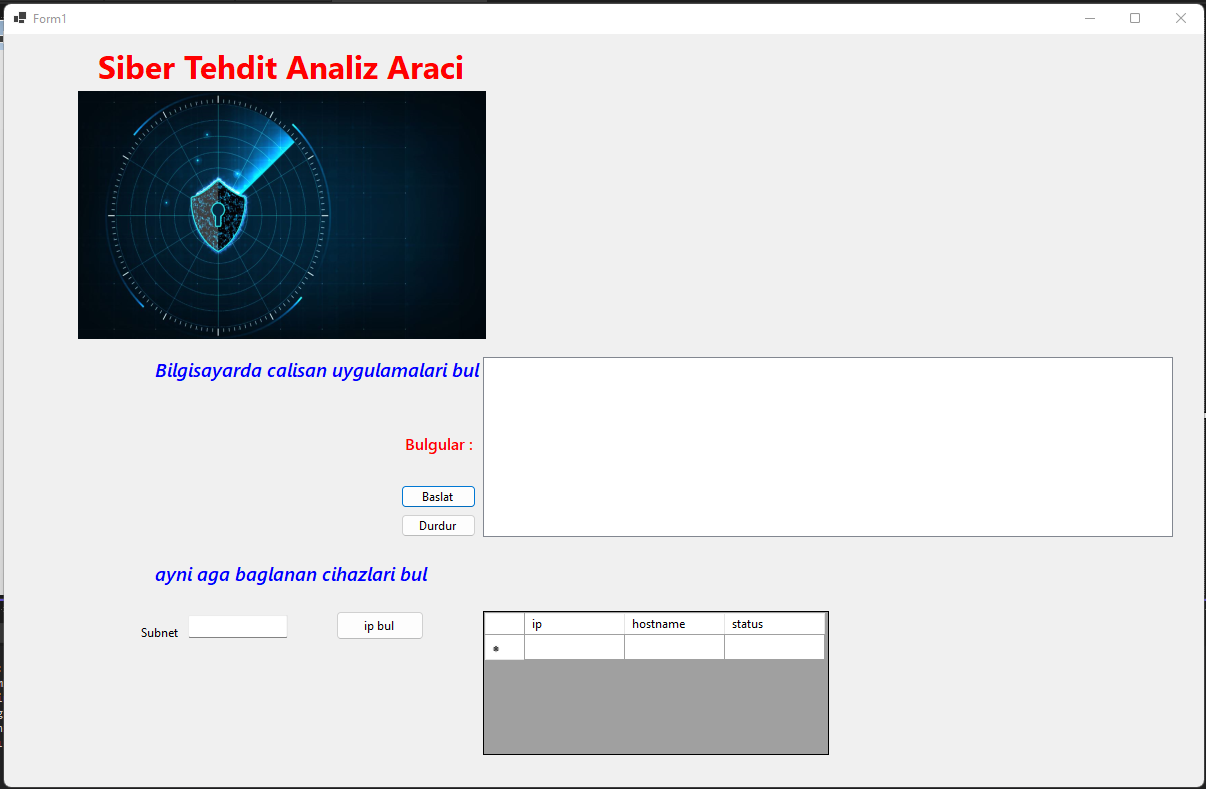 Form1
Siber Tehdit Analiz Araci
Bilgisayarda calisan uygulamalari bul
Bulgular :
Baslat
Durdur
ayni aga baglanan cihazlari bul
Subnet
ip bul
ip hostname status